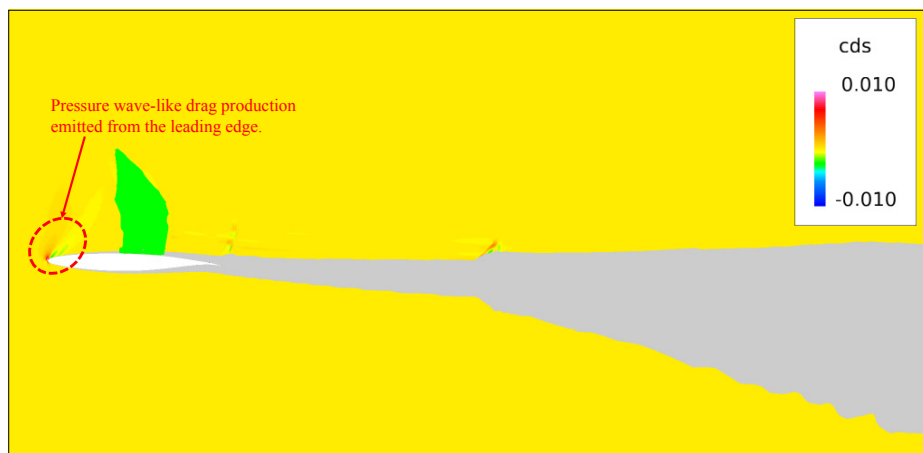 cds
0.010
-0.010
Pressure wave-like drag production
emitted from the leading edge.